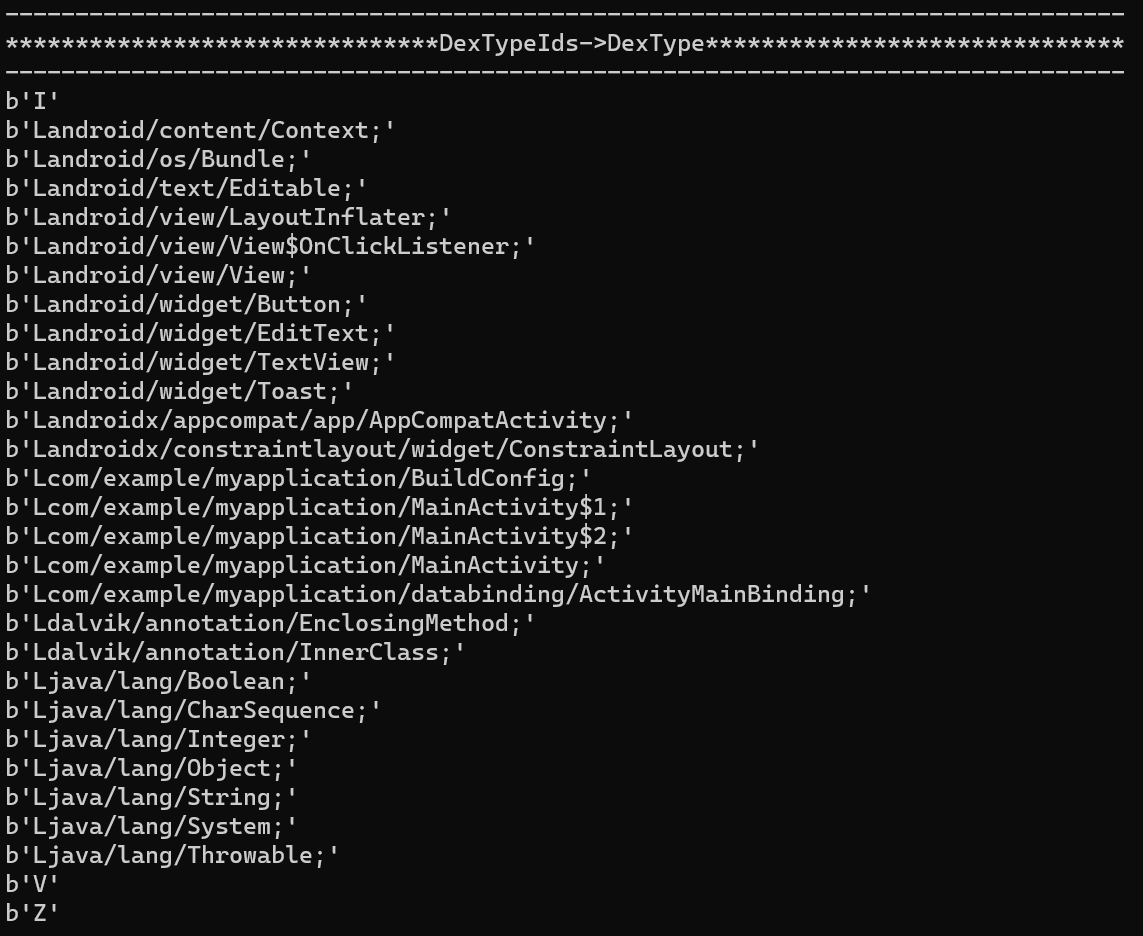 --------------------------------------------------------------------------------
*******************************DexTypeIds->DexType******************************
--------------------------------------------------------------------------------
b'I'
b'Landroid/content/Context;'
b'Landroid/os/Bundle;'
b'Landroid/text/Editable;'
b'Landroid/view/LayoutInflater;'
b'Landroid/view/View$OnClickListener;'
b'Landroid/view/View;'
b'Landroid/widget/Button;'
b'Landroid/widget/EditText;'
b'Landroid/widget/TextView;'
b'Landroid/widget/Toast;'
b'Landroidx/appcompat/app/AppCompatActivity;'
b'Landroidx/constraintlayout/widget/ConstraintLayout;'
b'Lcom/example/myapplication/BuildConfig;'
b'Lcom/example/myapplication/MainActivity$1;'
b'Lcom/example/myapplication/MainActivity$2;'
b'Lcom/example/myapplication/MainActivity;'
b'Lcom/example/myapplication/databinding/ActivityMainBinding;'
b'Ldalvik/annotation/EnclosingMethod;'
b'Ldalvik/annotation/InnerClass;'
b'Ljava/lang/Boolean;'
b'Ljava/lang/CharSequence;'
b'Ljava/lang/Integer;'
b'Ljava/lang/Object;'
b'Ljava/lang/String;'
b'Ljava/lang/System;'
b'Ljava/lang/Throwable;'
b'V'
b'Z'